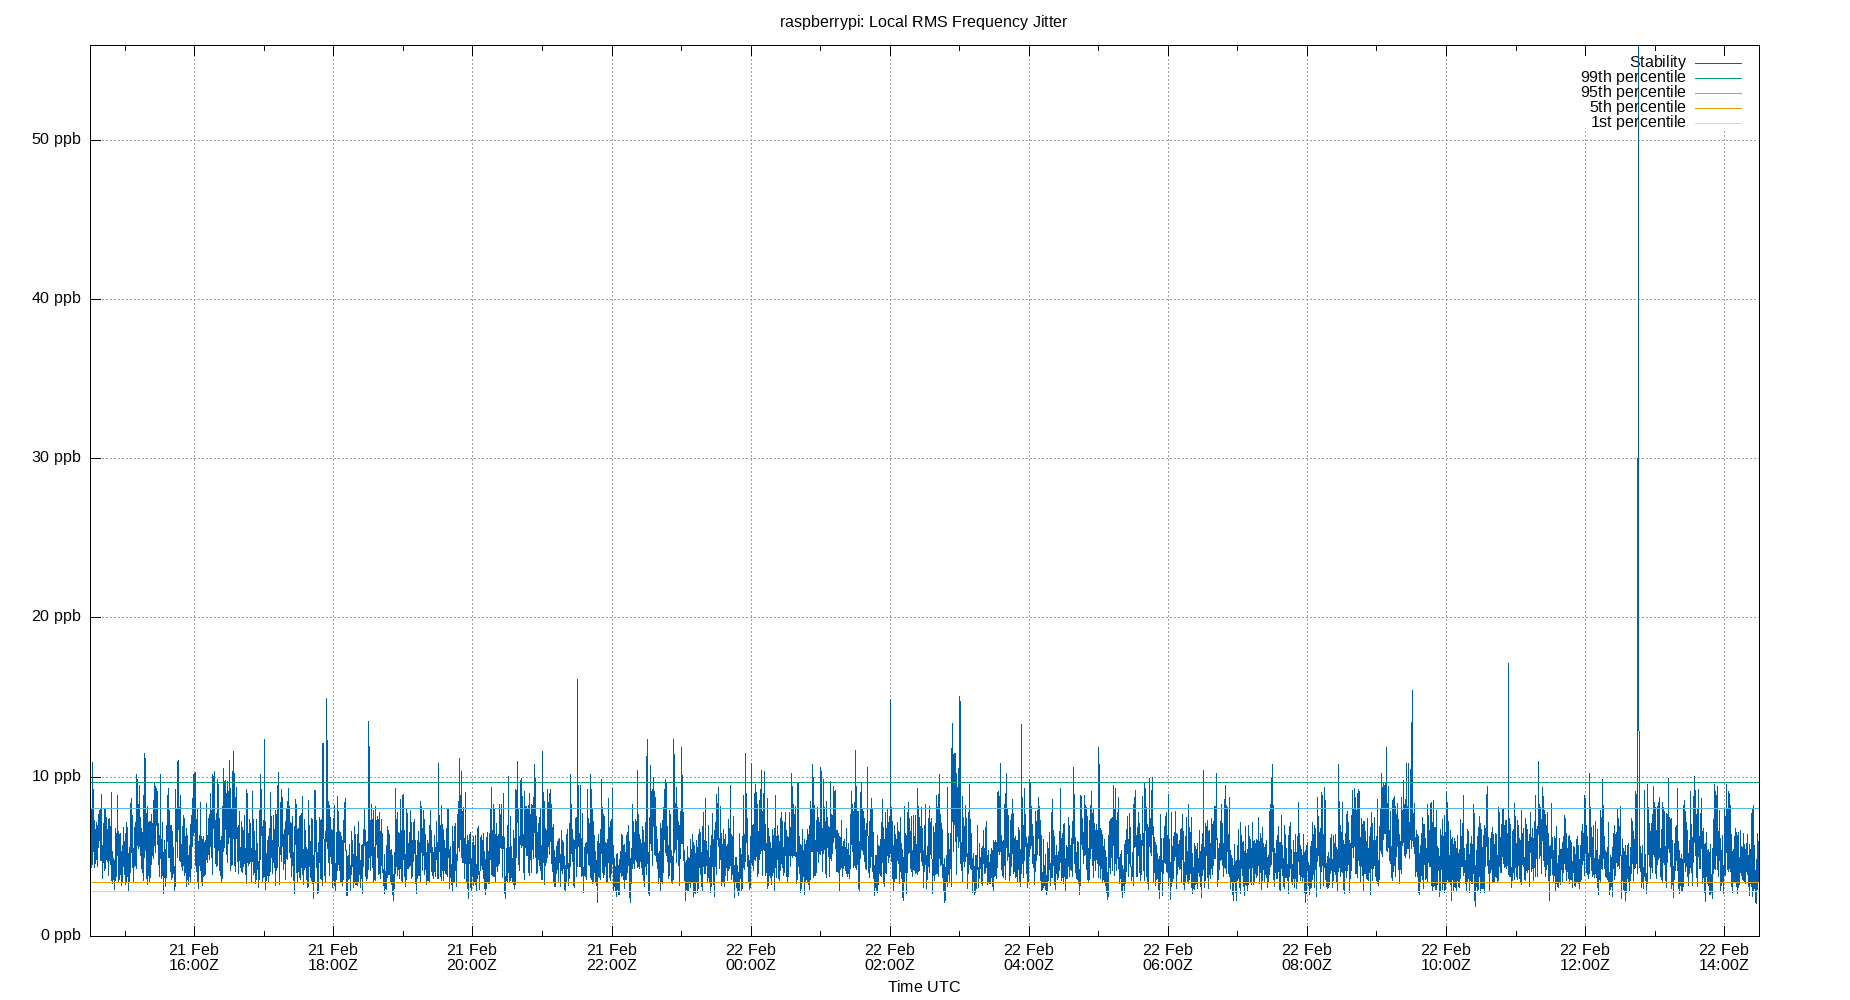 raspberrypi: Local RMS Frequency Jitter
Stability
99th percentile
95th percentile
5th percentile
1st percentile
50 ppb
40 ppb
30 ppb
20 ppb
10 ppb
0 ppb
21 Feb 21 Feb 21 Feb 21 Feb 22 Feb 22 Feb 22 Feb 22 Feb 22 Feb 22 Feb 22 Feb 22 Feb
16:00Z 18:00Z 20:00Z 22:00Z 00:00Z 02:00Z 04:00Z 06:00Z 08:00Z 10:00Z 12:00Z 14:00Z
Time UTC